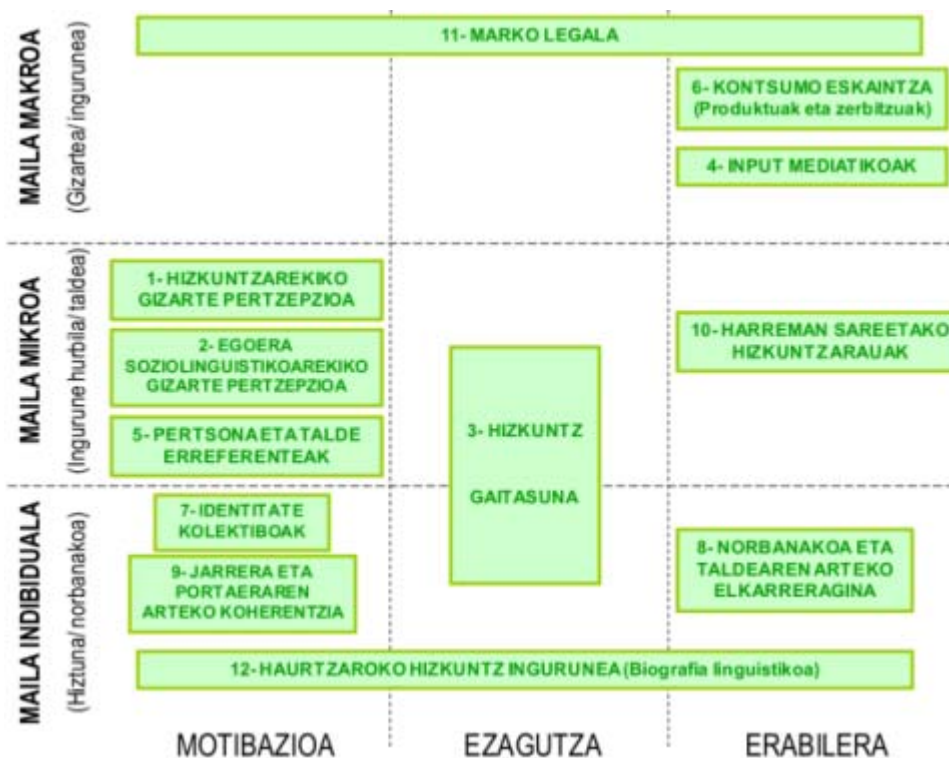 MAILA MAKROA
(Gizartea/ ingurunea)
11- MARKO LEGALA
6- KONTSUMO ESKAINTZA
(Produktuak eta zerbitzuak)
4- INPUT MEDIATIKOAK
MAILA MIKROA
(Ingurune hurbila/ taldea)
1- HIZKUNTZAREKIKO
GIZARTE PERTZEPZIOA
2- EGOERA
SOZIOLINGUISTIKOAREKIKO
GIZARTE PERTZEPZIOA
5- PERTSONA ETA TALDE
ERREFERENTEAK
3- HIZKUNTZ
GAITASUNA
10- HARREMAN SAREETAKO
HIZKUNTZARAUAK
MAILA INDIBIDUALA
(Hiztuna/ norbanakoa)
7- IDENTITATE
KOLEKTIBOAK
9- JARRERA ETA
PORTAERAREN
ARTEKO KOHERENTZIA
8- NORBANAKOA ETA
TALDEAREN ARTEKO
ELKARRERAGINA
12- HAURTZAROKO HIZKUNTZ INGURUNEA (Biografia linguistikoa)
MOTIBAZIOA
EZAGUTZA
ERABILERA